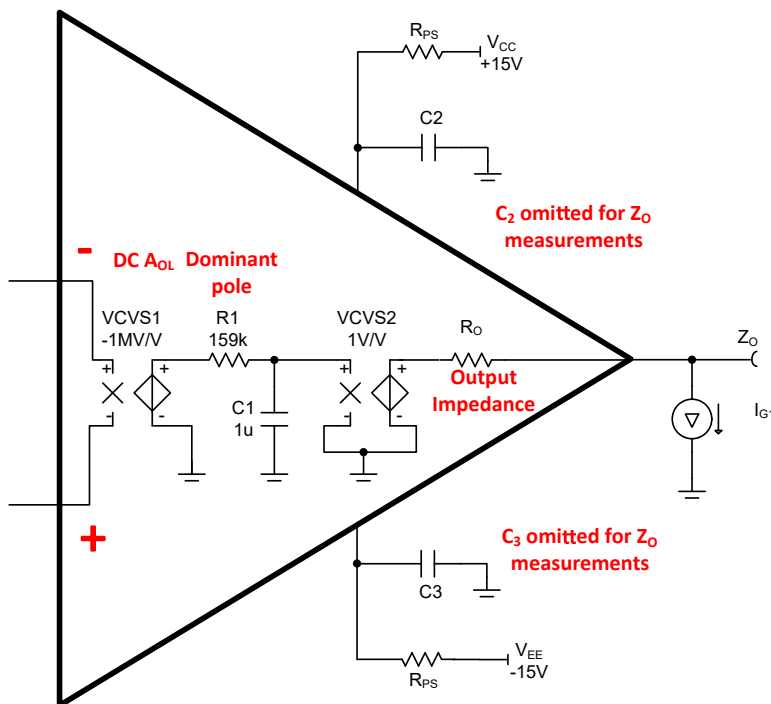 RPS
VCC
+15V
C2
C2 omitted for ZO
measurements
-
DC AOL
Dominant
pole
VCVS1
-1MV/V
R1
159k
VCVS2
1V/V
RO
ZO
+
+
+
+
-
-
-
-
C1
1u
Output
Impedance
+
C3 omitted for ZO
measurements
C3
VEE
-15V
RPS